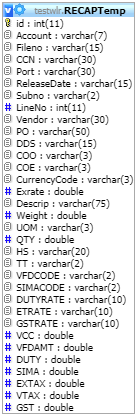 testwlr.RECAPTemp
id : int(11)
Account : varchar(7)
Fileno : varchar(15)
CCN : varchar(30)
Port : varchar(30)
ReleaseDate : varchar(15)
Subno : varchar(2)
LineNo : int(11)
Vendor : varchar(30)
PO : varchar(50)
DDS : varchar(15)
COO : varchar(3)
COE : varchar(3)
CurrencyCode : varchar(3)
Exrate : double
Descrip : varchar(75)
Weight : double
UOM : varchar(3)
QTY : double
HS : varchar(20)
TT : varchar(2)
VFDCODE : varchar(2)
SIMACODE : varchar(2)
DUTYRATE : varchar(10)
ETRATE : varchar(10)
GSTRATE : varchar(10)
VCC : double
VFDAMT : double
DUTY : double
SIMA : double
EXTAX : double
VTAX : double
GST : double